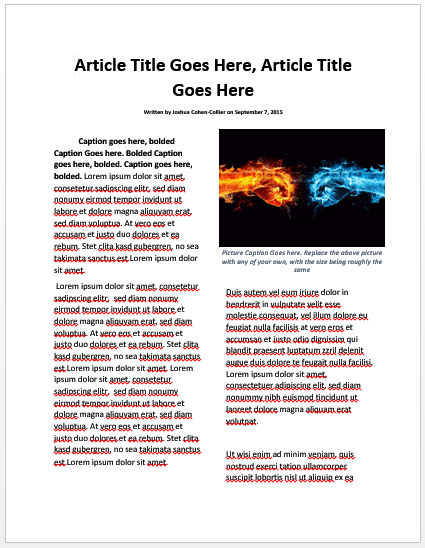 Article Title Goes Here, Article Title
Goes Here
Written by Joshua Cohen-Collier on September 7, 2015
Caption goes here, bolded
Caption Goes here. Bolded Caption
goes here, bolded. Caption goes here,
bolded. Lorem ipsum dolor sit amet,
consetetur sadipscing elitr, sed diam
nonumy eirmod tempor invidunt ut
labore et dolore magna aliquyam erat,
sed diam voluptua. At vero eos et
accusam et justo duo dolores et ea
rebum. Stet clita kasd gubergren, no sea
takimata sanctus est Lorem ipsum dolor
sit amet.
Lorem ipsum dolor sit amet, consetetur
sadipscing elitr, sed diam nonumy
eirmod tempor invidunt ut labore et
dolore magna aliquyam erat, sed diam
voluptua. At vero eos et accusam et
justo duo dolores et ea rebum. Stet clita
kasd gubergren, no sea takimata sanctus
est Lorem ipsum dolor sit amet. Lorem
ipsum dolor sit amet, consetetur
sadipscing elitr, sed diam nonumy
eirmod tempor invidunt ut labore et
dolore magna aliquyam erat, sed diam
voluptua. At vero eos et accusam et
justo duo dolores et ea rebum. Stet clita
kasd gubergren, no sea takimata sanctus
est Lorem ipsum dolor sit amet.
Picture Caption Goes here. Replace the above picture
with any of your own, with the size being roughly the
same
Duis autem vel eum iriure dolor in
hendrerit in vulputate velit esse
molestie consequat, vel illum dolore eu
feugiat nulla facilisis at vero eros et
accumsan et iusto odio dignissim qui
blandit praesent luptatum zzril delenit
augue duis dolore te feugait nulla facilisi.
Lorem ipsum dolor sit amet,
consectetuer adipiscing elit, sed diam
nonummy nibh euismod tincidunt ut
laoreet dolore magna aliquam erat
volutpat.
Ut wisi enim ad minim veniam, quis
nostrud exerci tation ullamcorper
suscipit lobortis nisl ut aliquip ex ea